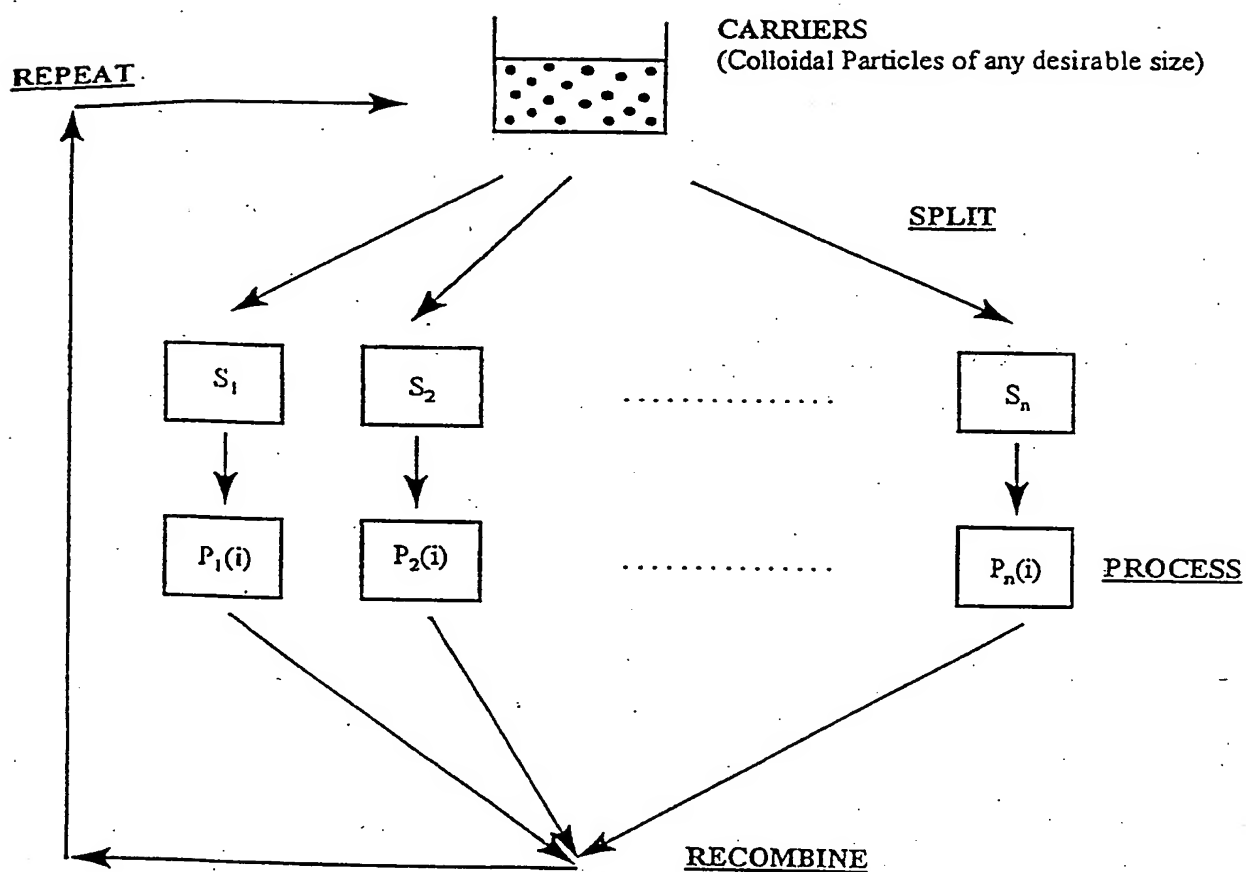 CARRIERS
(Colloidal Particles of any desirable size)
REPEAT
SPLIT
S₁ S₂ ................ Sₙ
P₁(i) P₂(i) ................ Pₙ(i) PROCESS
RECOMBINE